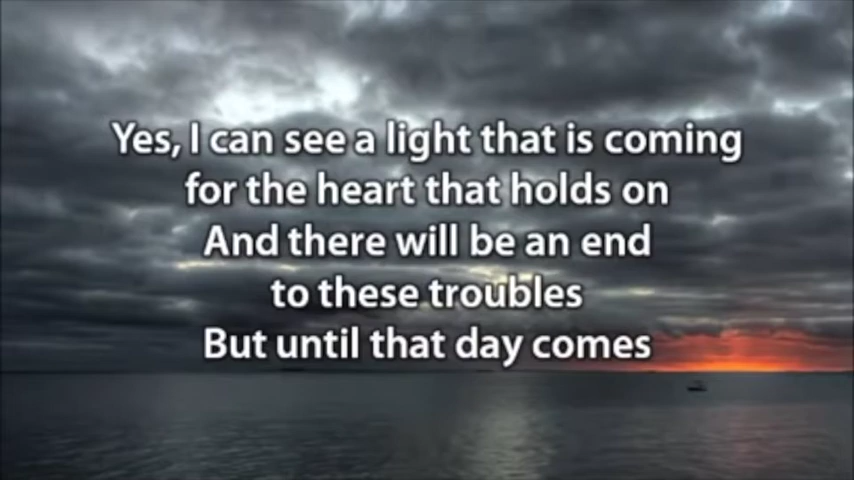 Yes, I can see a light that is coming
for the heart that holds on
And there will be an end
to these troubles
But until that day comes